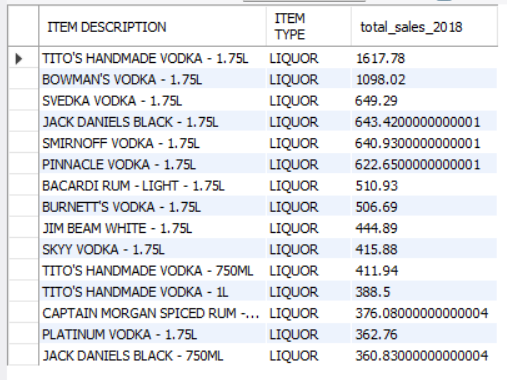 ITEM DESCRIPTION ITEM TYPE total_sales_2018
TITO'S HANDMADE VODKA - 1.75L LIQUOR 1617.78
BOWMAN'S VODKA - 1.75L LIQUOR 1098.02
SVEDKA VODKA - 1.75L LIQUOR 649.29
JACK DANIELS BLACK - 1.75L LIQUOR 643.4200000000001
SMIRNOFF VODKA - 1.75L LIQUOR 640.9300000000001
PINNACLE VODKA - 1.75L LIQUOR 622.6500000000001
BACARDI RUM - LIGHT - 1.75L LIQUOR 510.93
BURNETT'S VODKA - 1.75L LIQUOR 506.69
JIM BEAM WHITE - 1.75L LIQUOR 444.89
SKYY VODKA - 1.75L LIQUOR 415.88
TITO'S HANDMADE VODKA - 750ML LIQUOR 411.94
TITO'S HANDMADE VODKA - 1L LIQUOR 388.5
CAPTAIN MORGAN SPICED RUM -... LIQUOR 376.08000000000004
PLATINUM VODKA - 1.75L LIQUOR 362.76
JACK DANIELS BLACK - 750ML LIQUOR 360.83000000000004